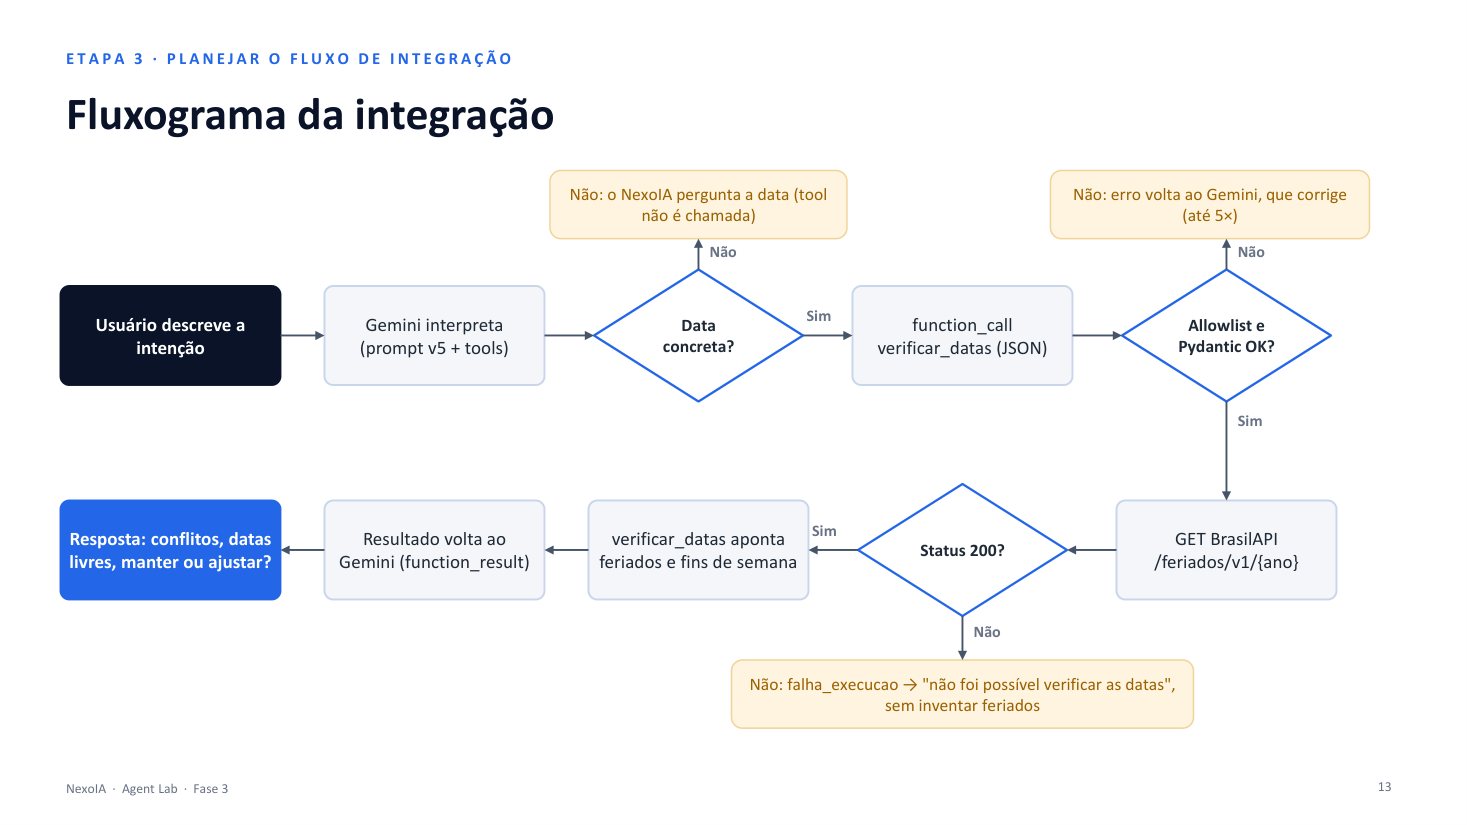 ETAPA 3 · PLANEJAR O FLUXO DE INTEGRAÇÃO
Fluxograma da integração
Não: o NexoIA pergunta a data (tool
não é chamada)
Não: erro volta ao Gemini, que corrige
(até 5×)
Não
Não
Usuário descreve a
intenção
Gemini interpreta
(prompt v5 + tools)
Data
concreta?
Sim
function_call
verificar_datas (JSON)
Allowlist e
Pydantic OK?
Sim
Resposta: conflitos, datas
livres, manter ou ajustar?
Resultado volta ao
Gemini (function_result)
verificar_datas aponta
feriados e fins de semana
Sim
Status 200?
GET BrasilAPI
/feriados/v1/{ano}
Não
Não: falha_execucao → "não foi possível verificar as datas",
sem inventar feriados
NexoIA · Agent Lab · Fase 3
13